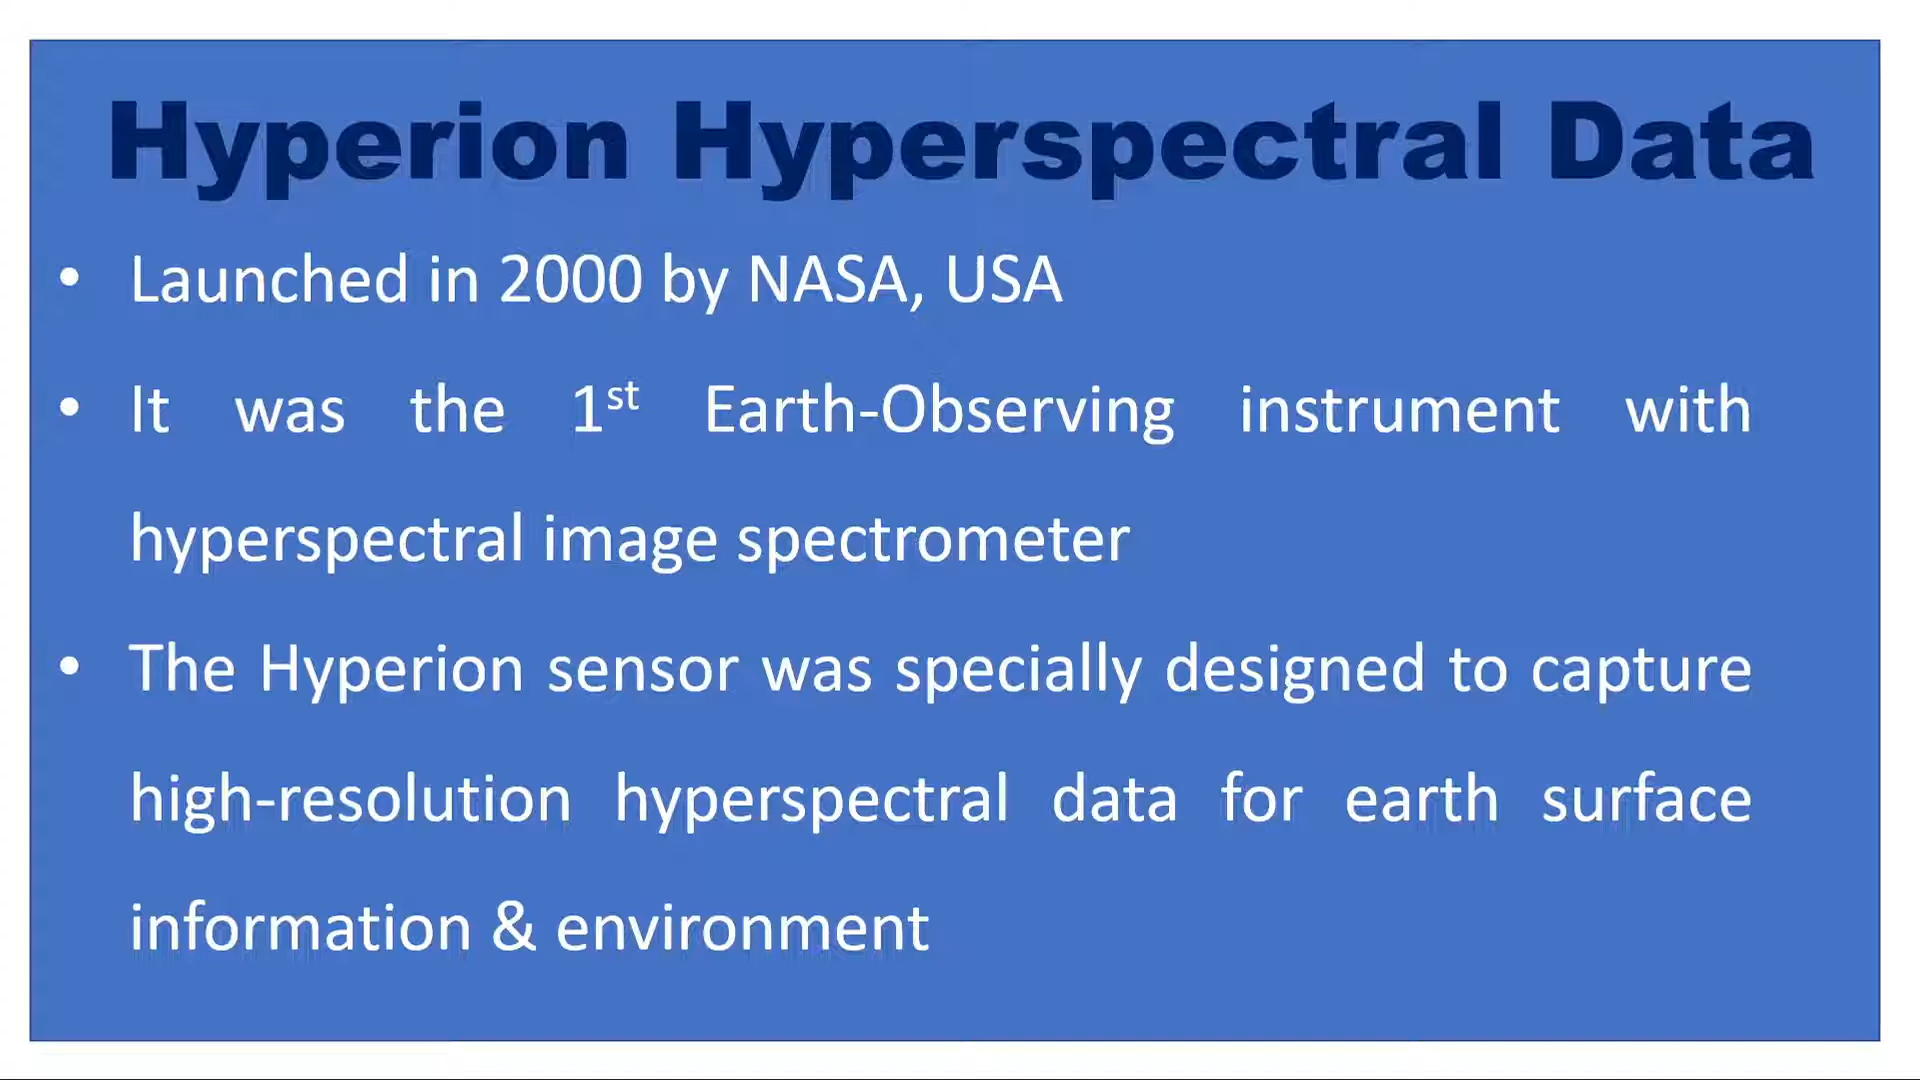 Hyperion Hyperspectral Data
• Launched in 2000 by NASA, USA
• It was the 1st Earth-Observing instrument with
hyperspectral image spectrometer
• The Hyperion sensor was specially designed to capture
high-resolution hyperspectral data for earth surface
information & environment